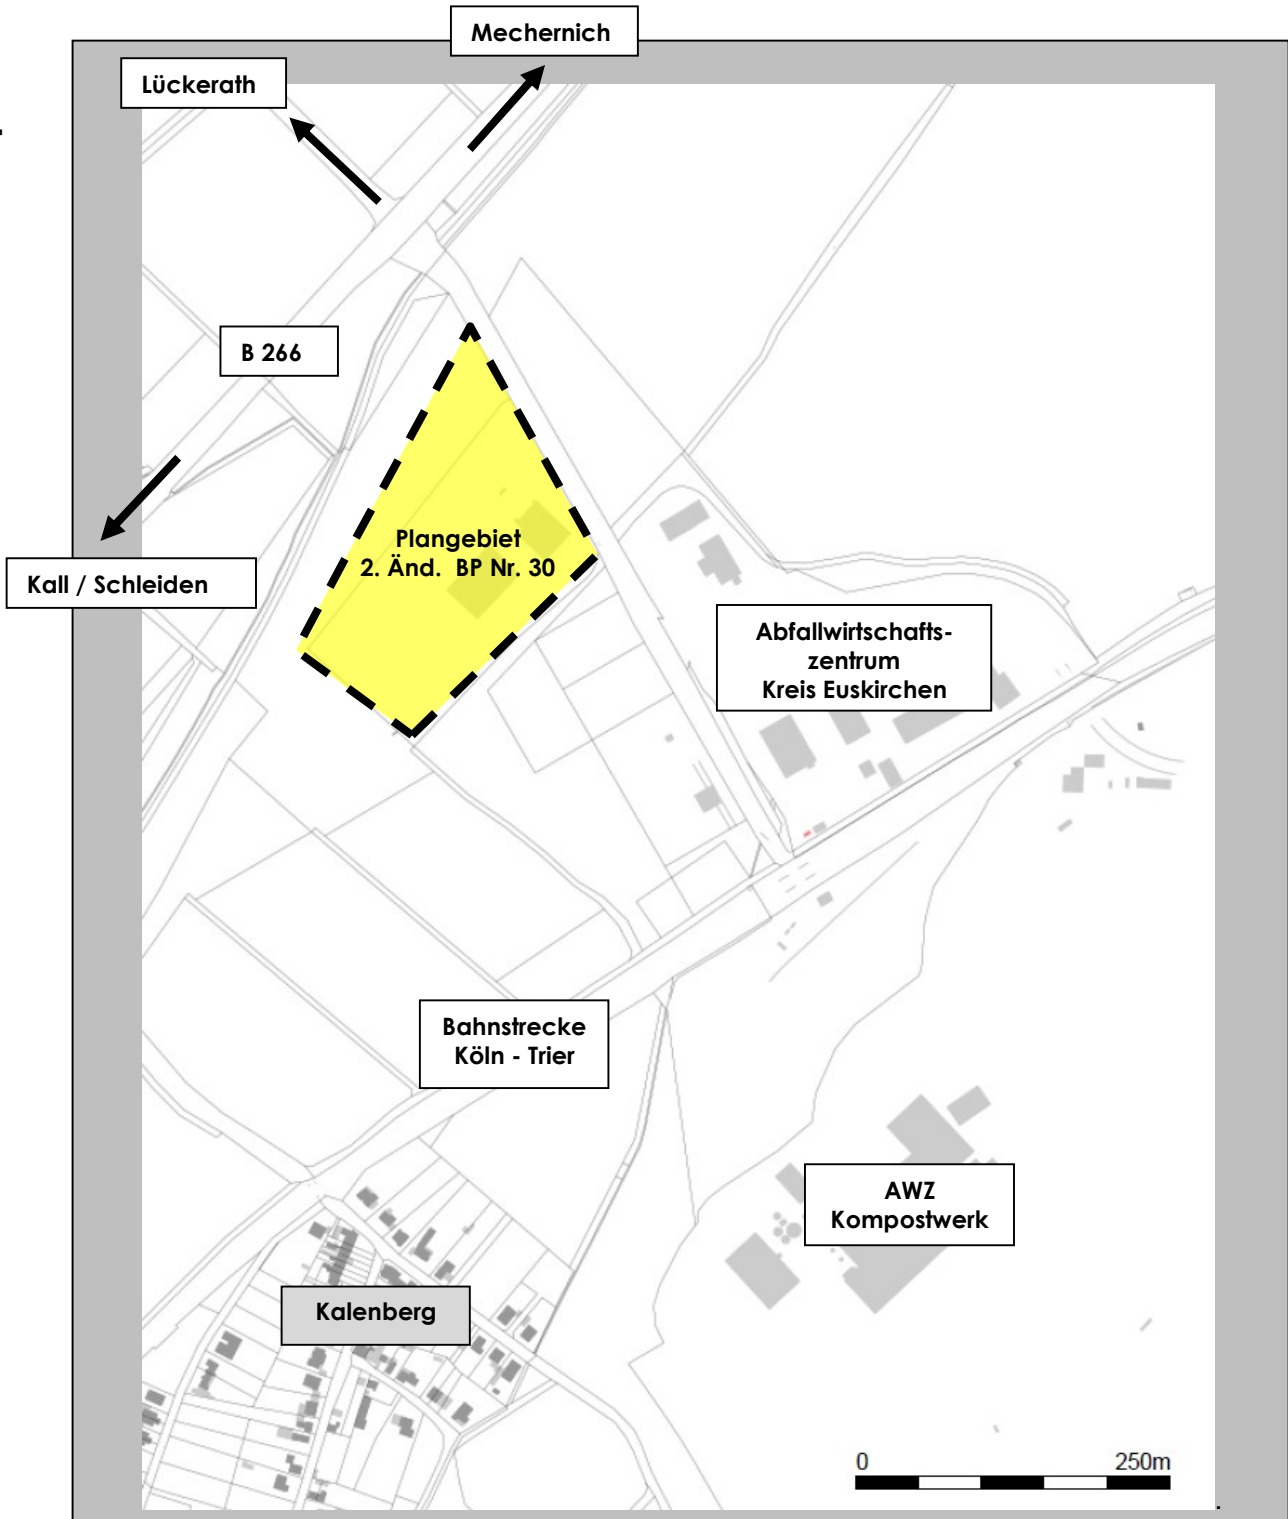 Mechernich
Lückerath
B 266
Plangebiet
2. Änd. BP Nr. 30
Kall / Schleiden
Abfallwirtschafts-
zentrum
Kreis Euskirchen
Bahnstrecke
Köln - Trier
AWZ
Kompostwerk
Kalenberg
0 250m